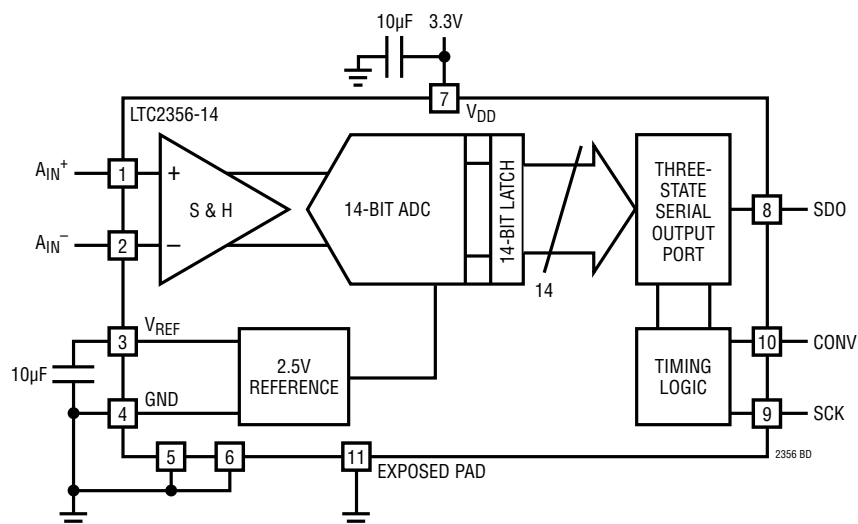 10µF 3.3V
7 VDD
LTC2356-14
AIN+ 1 +
S & H
AIN– 2 –
14-BIT ADC
14-BIT LATCH
14
THREE-
STATE
SERIAL
OUTPUT
PORT
8 SDO
3 VREF
10µF
4 GND
2.5V
REFERENCE
TIMING
LOGIC
10 CONV
9 SCK
5 6 11 EXPOSED PAD
2356 BD